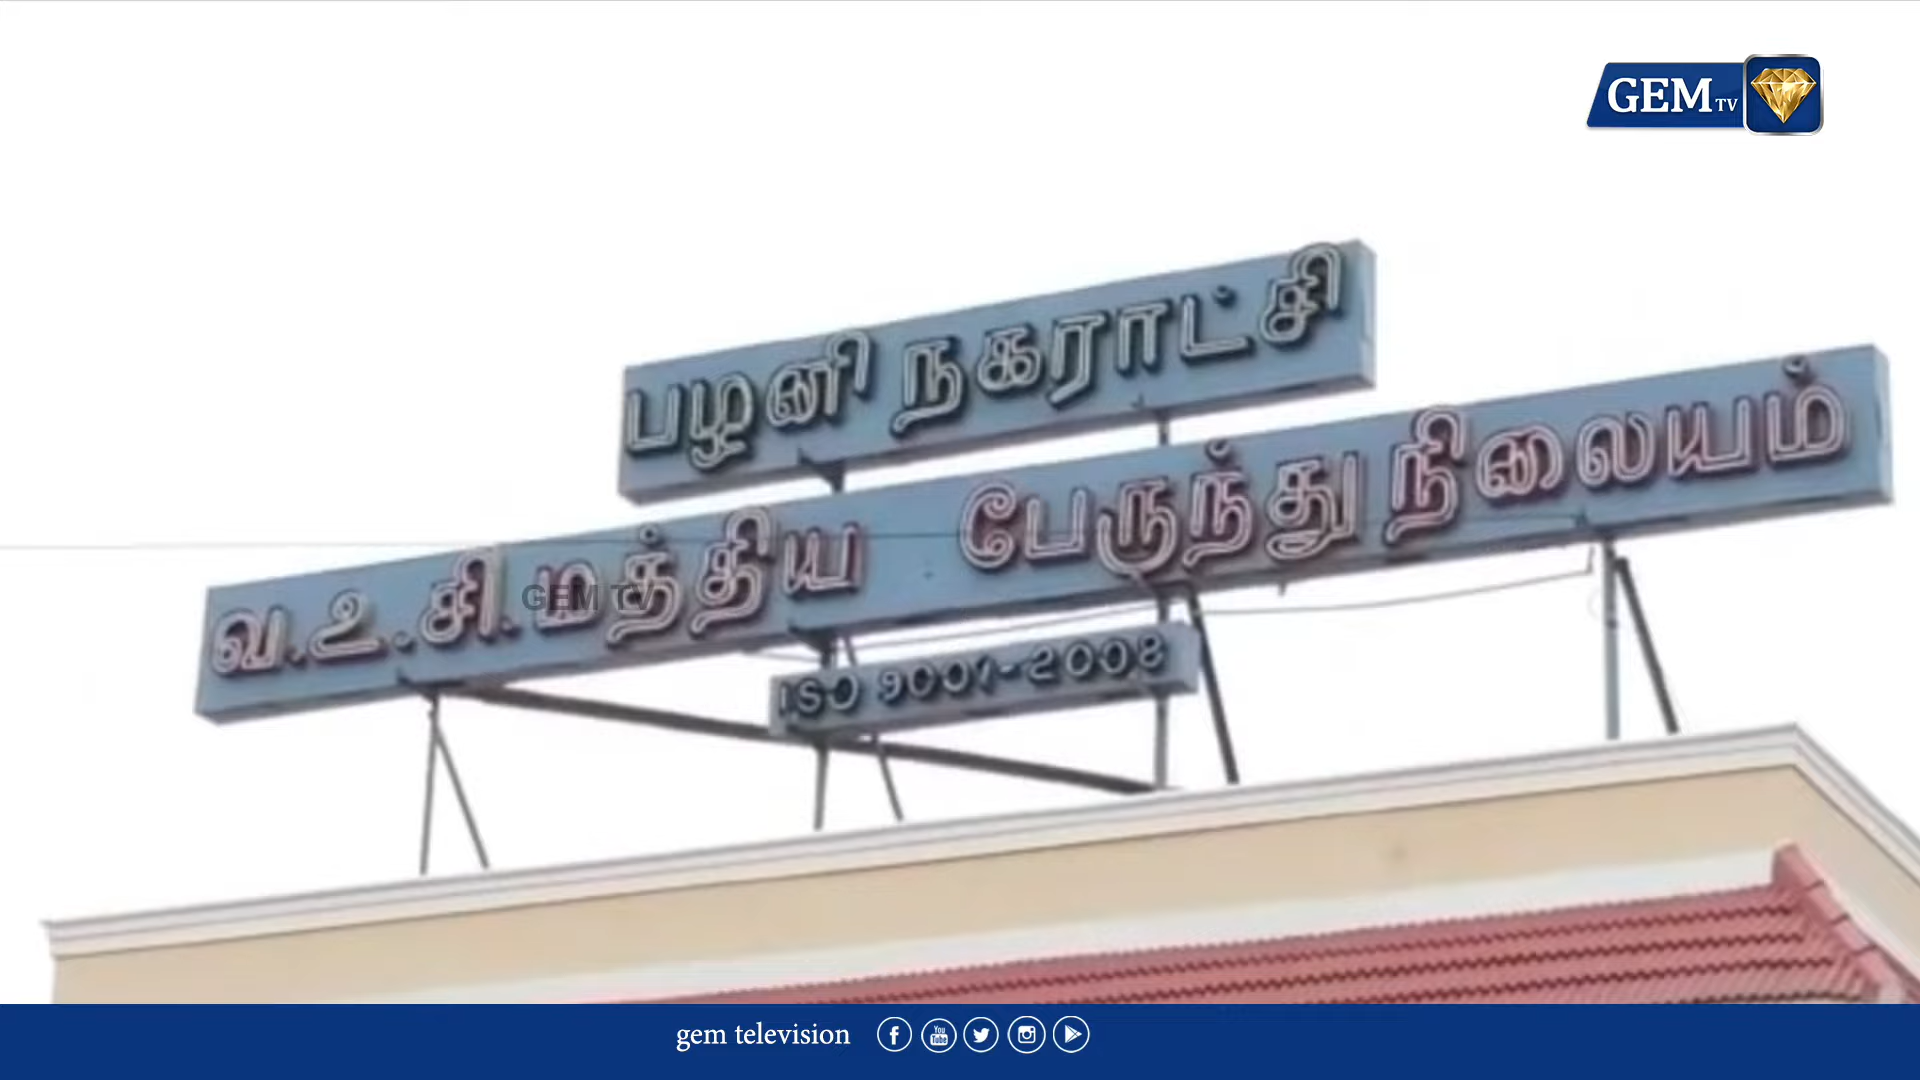 GEM TV
பழனி நகராட்சி
வ.உ.சி.மத்திய பேருந்து நிலையம்
GEM TV
ISO 9001-2008
gem television